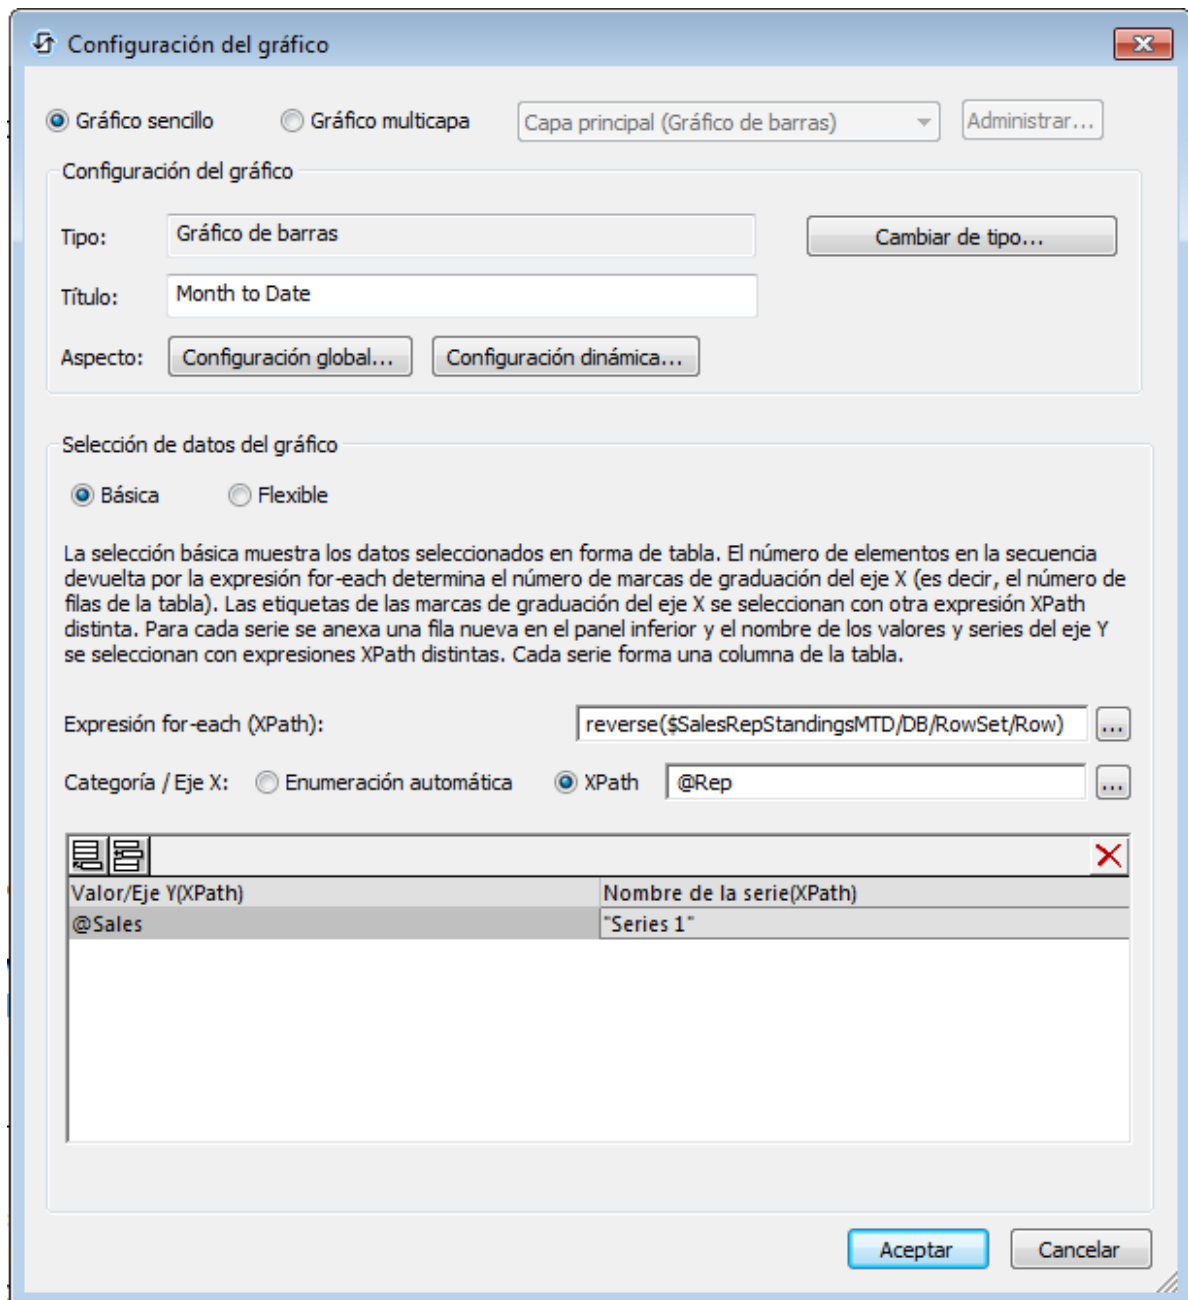 Configuración del gráfico
Gráfico sencillo Gráfico multicapa Capa principal (Gráfico de barras) Administrar...
Configuración del gráfico
Tipo: Gráfico de barras Cambiar de tipo...
Título: Month to Date
Aspecto: Configuración global... Configuración dinámica...
Selección de datos del gráfico
Básica Flexible
La selección básica muestra los datos seleccionados en forma de tabla. El número de elementos en la secuencia
devuelta por la expresión for-each determina el número de marcas de graduación del eje X (es decir, el número de
filas de la tabla). Las etiquetas de las marcas de graduación del eje X se seleccionan con otra expresión XPath
distinta. Para cada serie se anexa una fila nueva en el panel inferior y el nombre de los valores y series del eje Y
se seleccionan con expresiones XPath distintas. Cada serie forma una columna de la tabla.
Expresión for-each (XPath): reverse($SalesRepStandingsMTD/DB/RowSet/Row) ...
Categoría / Eje X: Enumeración automática XPath @Rep ...
Valor/Eje Y(XPath) Nombre de la serie(XPath)
@Sales "Series 1"
Aceptar Cancelar